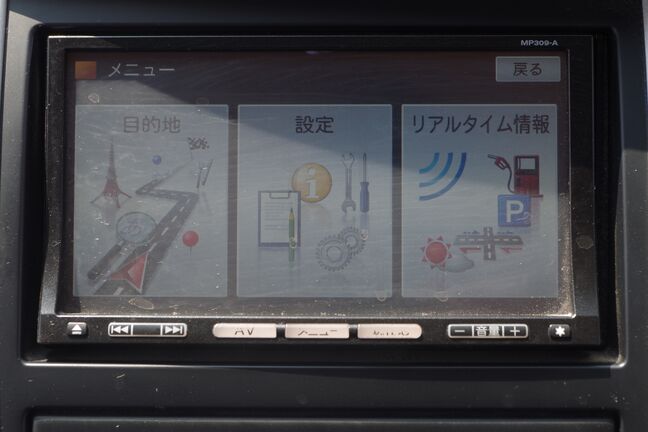 MP309-A
メニュー
戻る
目的地
設定
リアルタイム情報
P
AV
メニュー
音量